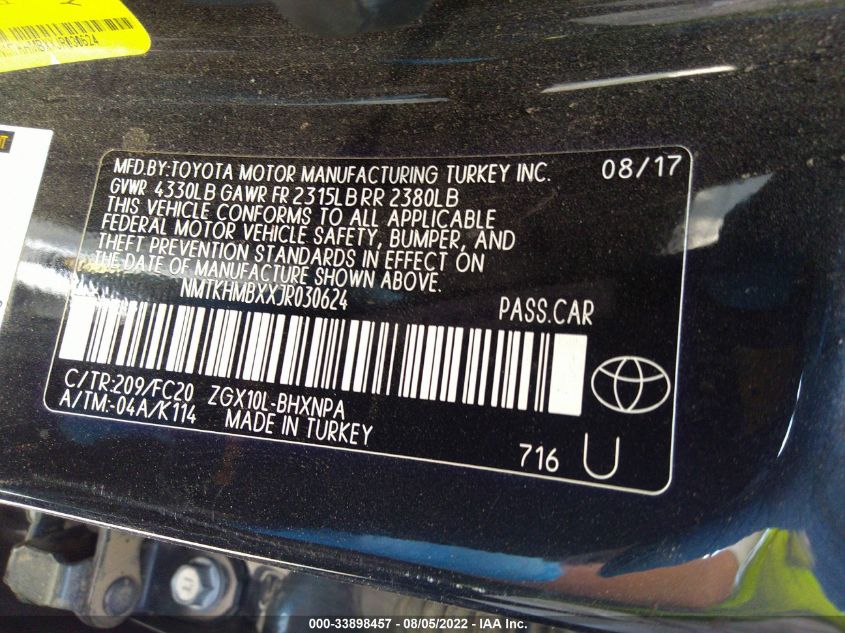 MFD.BY:TOYOTA MOTOR MANUFACTURING TURKEY INC. 08/17
GVWR 4330LB GAWR FR 2315LB RR 2380LB
THIS VEHICLE CONFORMS TO ALL APPLICABLE
FEDERAL MOTOR VEHICLE SAFETY, BUMPER, AND
THEFT PREVENTION STANDARDS IN EFFECT ON
THE DATE OF MANUFACTURE SHOWN ABOVE.
NMTKHMBXXJR030624 PASS.CAR
C/TR:209/FC20 ZGX10L-BHXNPA
A/TM:-04A/K114 MADE IN TURKEY
716 U
000-33898457 - 08/05/2022 - IAA Inc.